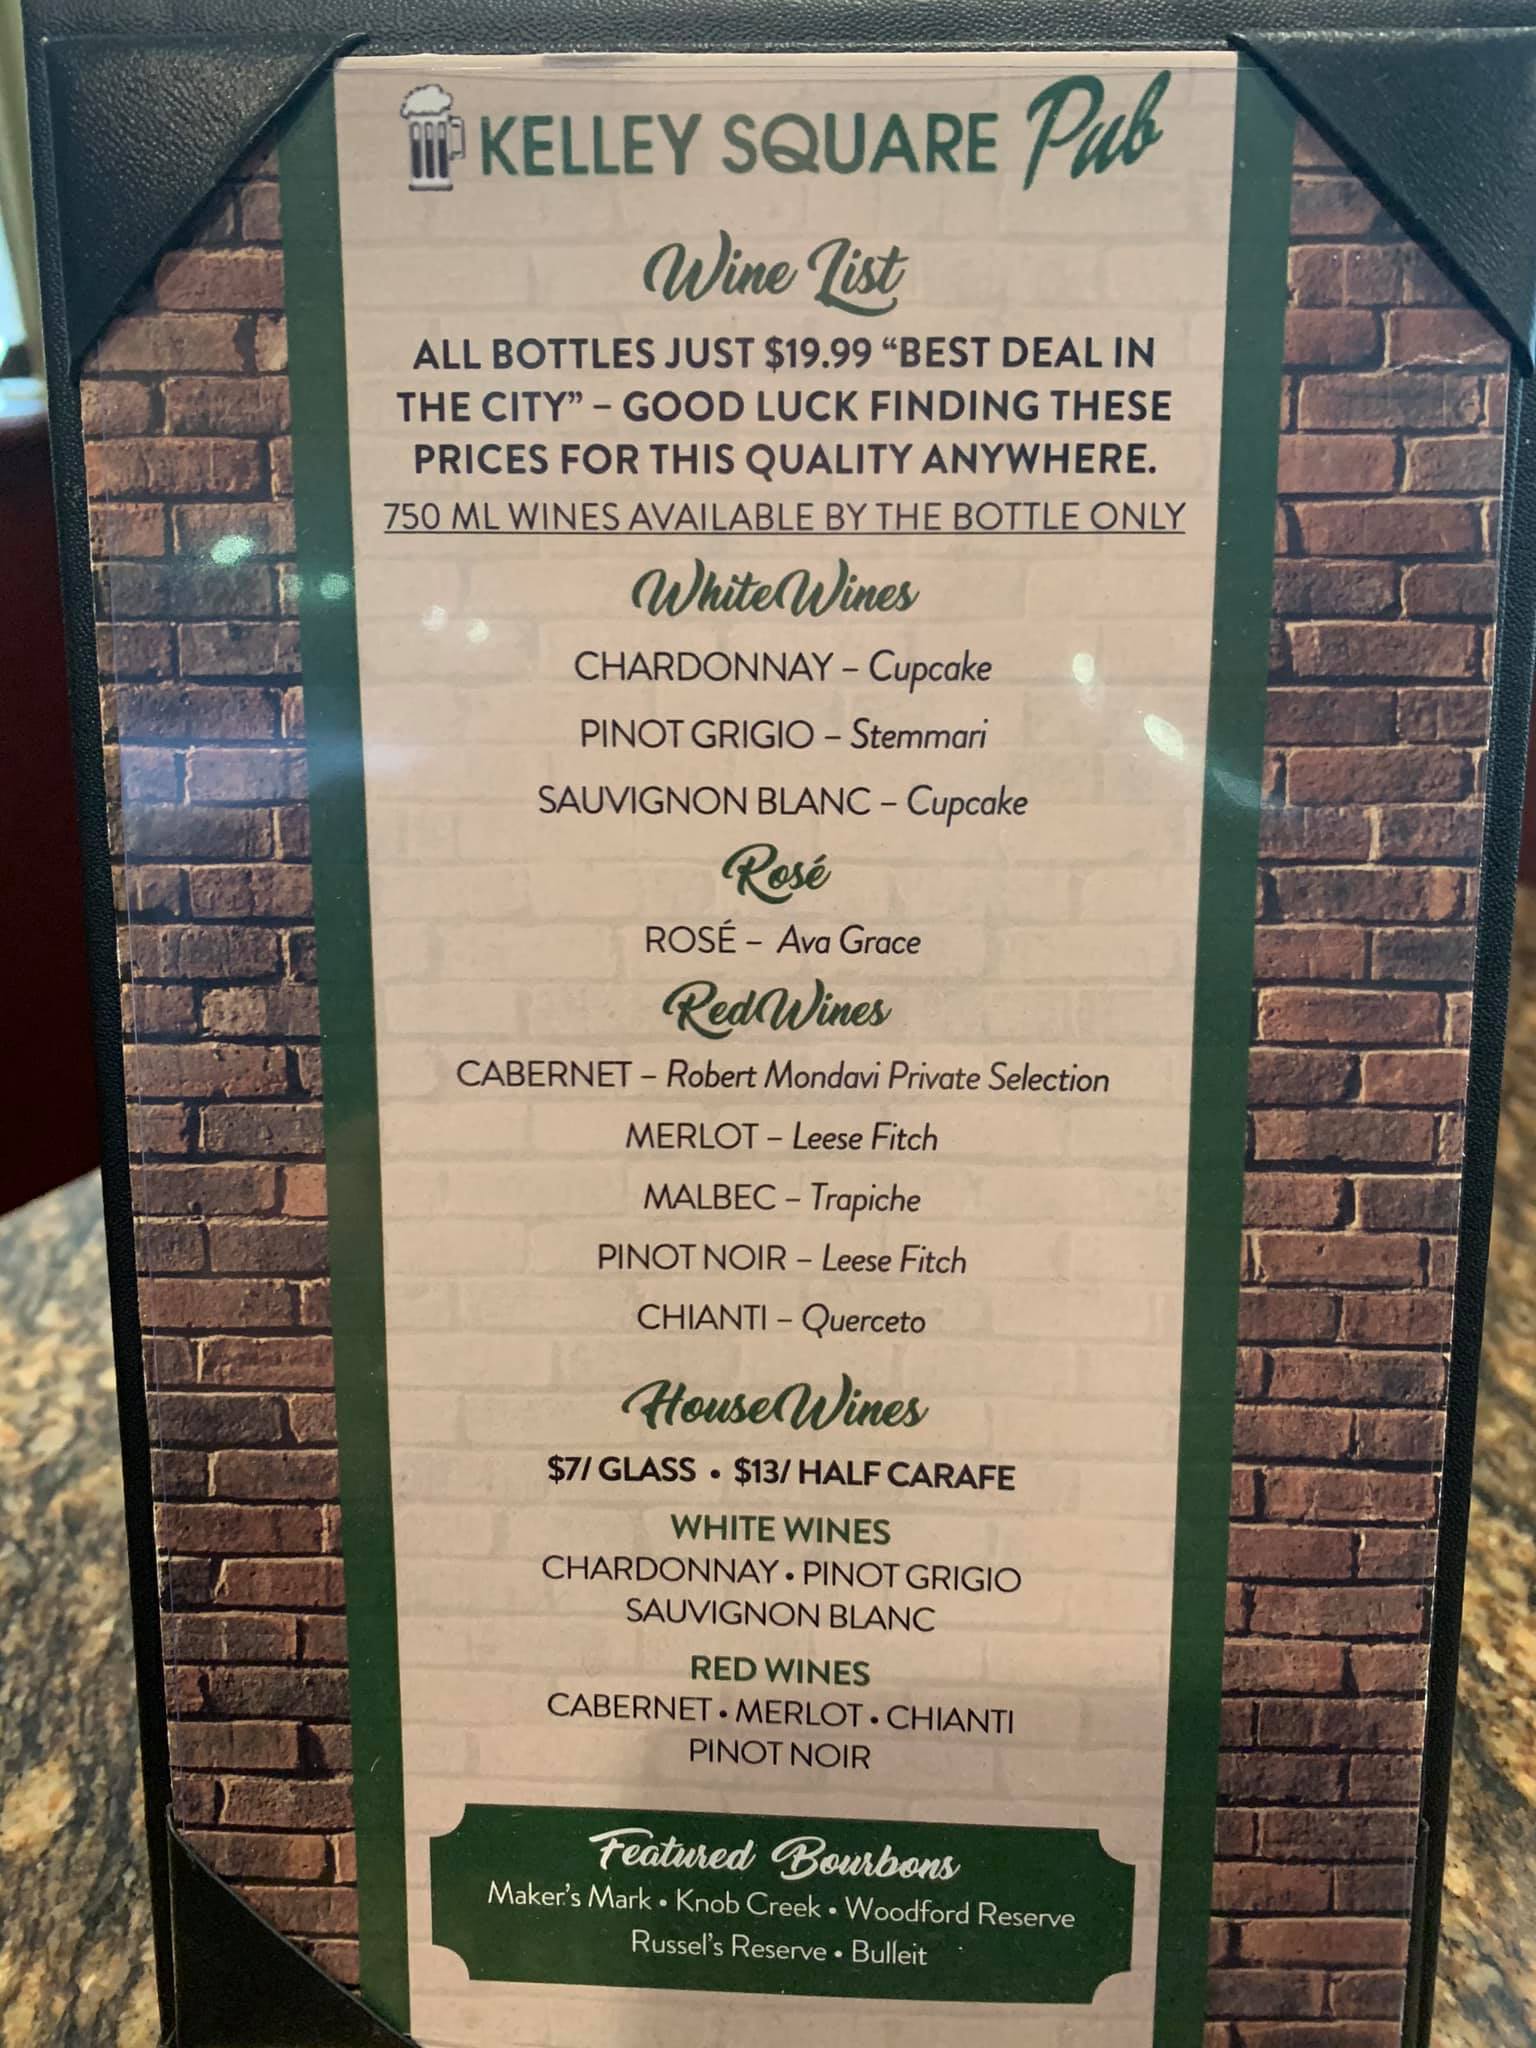 KELLEY SQUARE Pub
Wine List
ALL BOTTLES JUST $19.99 “BEST DEAL IN
THE CITY” – GOOD LUCK FINDING THESE
PRICES FOR THIS QUALITY ANYWHERE.
750 ML WINES AVAILABLE BY THE BOTTLE ONLY
White Wines
CHARDONNAY – Cupcake
PINOT GRIGIO – Stemmari
SAUVIGNON BLANC – Cupcake
Rosé
ROSÉ – Ava Grace
Red Wines
CABERNET – Robert Mondavi Private Selection
MERLOT – Leese Fitch
MALBEC – Trapiche
PINOT NOIR – Leese Fitch
CHIANTI – Querceto
House Wines
$7/ GLASS • $13/ HALF CARAFE
WHITE WINES
CHARDONNAY • PINOT GRIGIO
SAUVIGNON BLANC
RED WINES
CABERNET • MERLOT • CHIANTI
PINOT NOIR
Featured Bourbons
Maker's Mark • Knob Creek • Woodford Reserve
Russel's Reserve • Bulleit